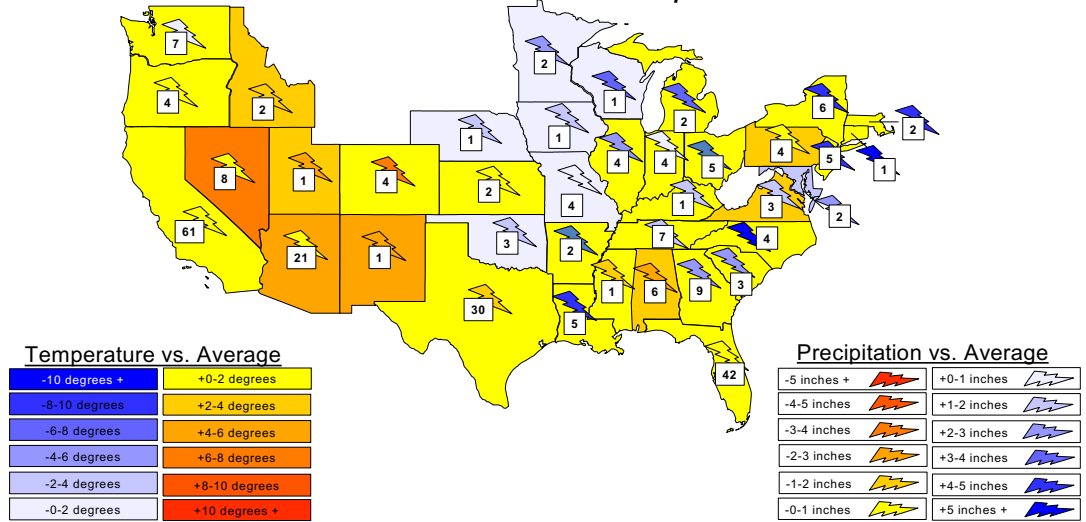 7
2
6
2
4
2
1
2
1
1
4
4
4
5
5
1
8
1
4
2
4
1
3
2
61
21
1
3
2
7
4
30
5
1
6
9
3
42
Temperature vs. Average
-10 degrees +
+0-2 degrees
-8-10 degrees
+2-4 degrees
-6-8 degrees
+4-6 degrees
-4-6 degrees
+6-8 degrees
-2-4 degrees
+8-10 degrees
-0-2 degrees
+10 degrees +
Precipitation vs. Average
-5 inches +
+0-1 inches
-4-5 inches
+1-2 inches
-3-4 inches
+2-3 inches
-2-3 inches
+3-4 inches
-1-2 inches
+4-5 inches
-0-1 inches
+5 inches +